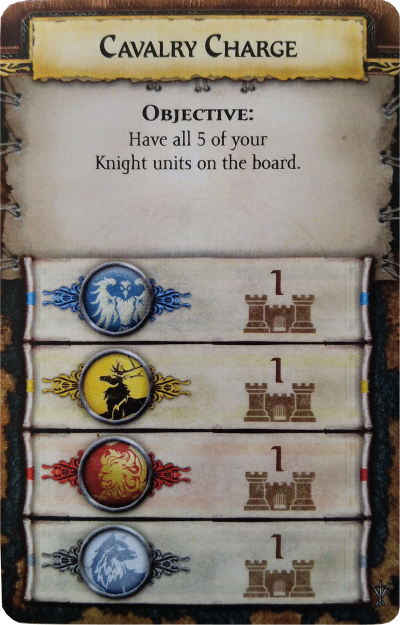 CAVALRY CHARGE
OBJECTIVE:
Have all 5 of your
Knight units on the board.
1
1
1
1